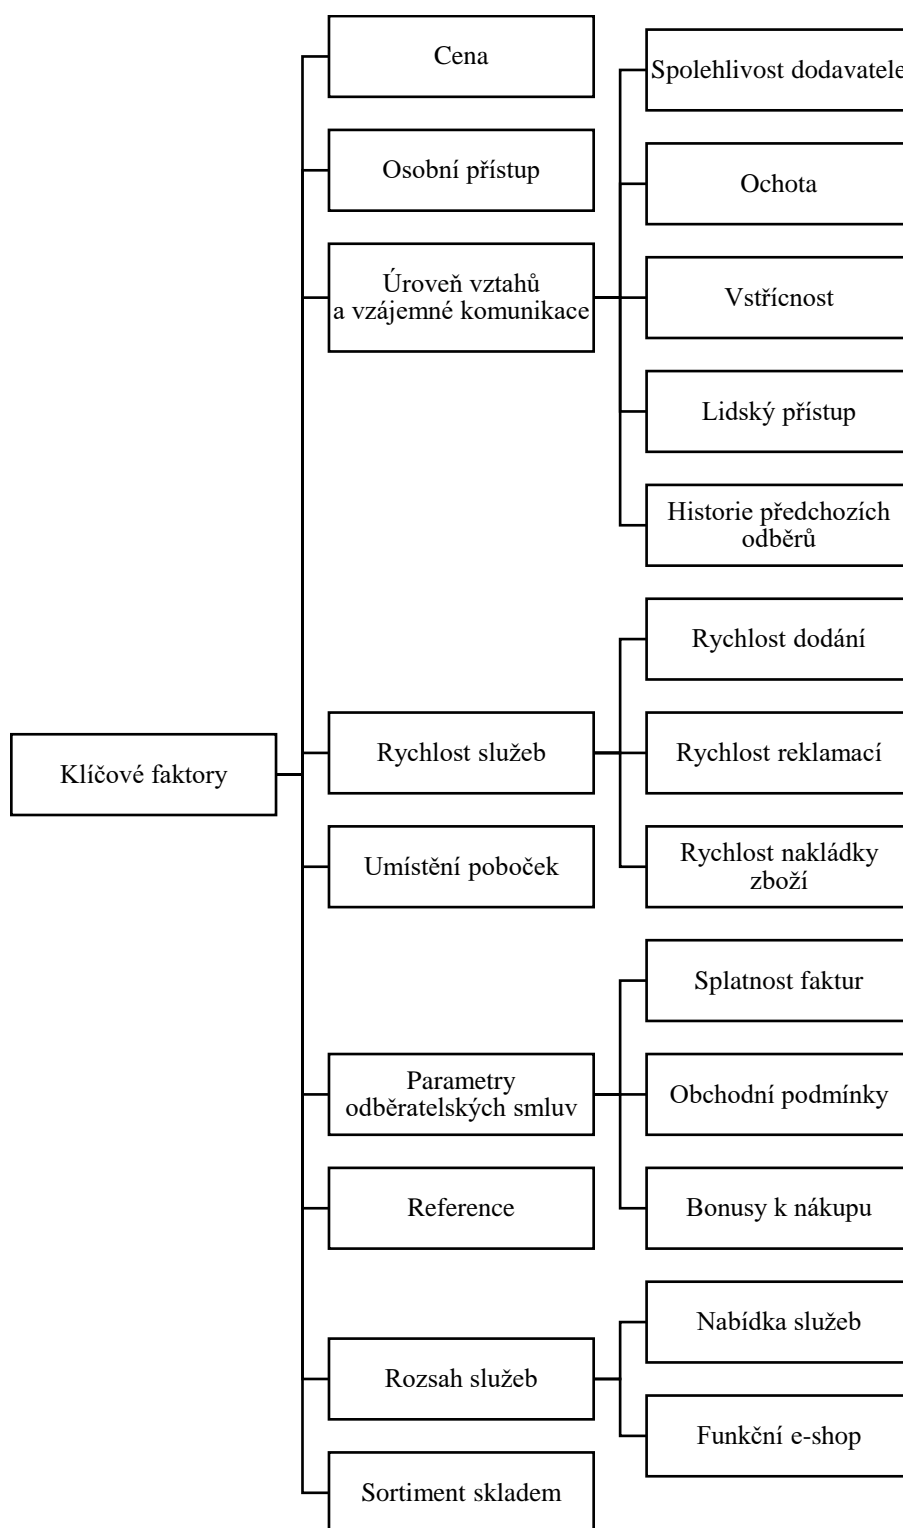 Cena
Spolehlivost dodavatele
Osobní přístup
Ochota
Úroveň vztahů
a vzájemné komunikace
Vstřícnost
Lidský přístup
Historie předchozích
odběrů
Rychlost dodání
Klíčové faktory
Rychlost služeb
Rychlost reklamací
Umístění poboček
Rychlost nakládky
zboží
Splatnost faktur
Parametry
odběratelských smluv
Obchodní podmínky
Reference
Bonusy k nákupu
Nabídka služeb
Rozsah služeb
Funkční e-shop
Sortiment skladem